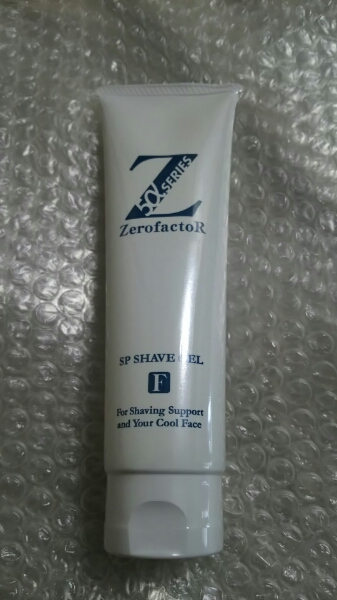 Z
5α SERIES
ZerofactoR
SP SHAVE GEL
F
For Shaving Support
and Your Cool Face